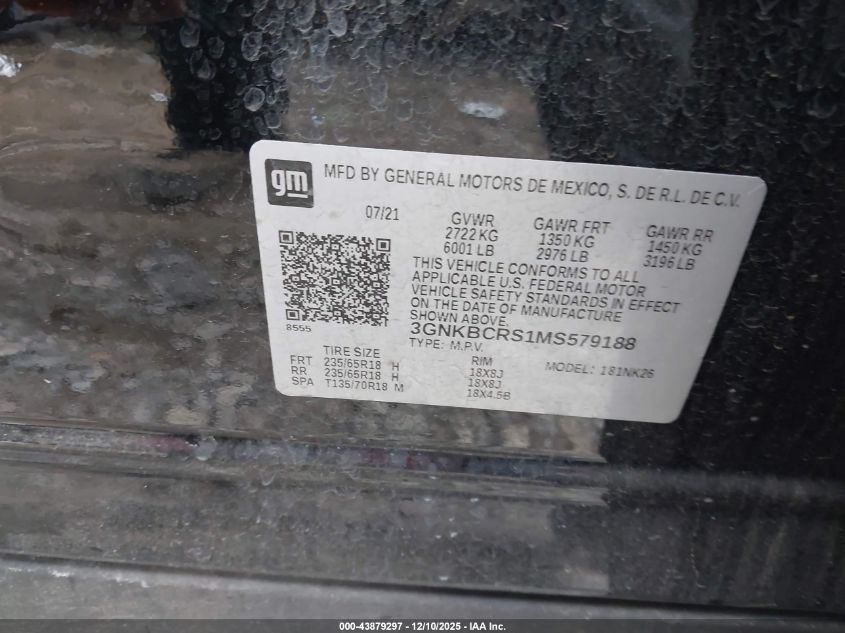 gm
MFD BY GENERAL MOTORS DE MEXICO, S. DE R.L. DE C.V.
07/21 GVWR GAWR FRT GAWR RR
2722 KG 1350 KG 1450 KG
6001 LB 2976 LB 3196 LB
THIS VEHICLE CONFORMS TO ALL
APPLICABLE U.S. FEDERAL MOTOR
VEHICLE SAFETY STANDARDS IN EFFECT
ON THE DATE OF MANUFACTURE
SHOWN ABOVE.
8555
3GNKBCRS1MS579188
TYPE: M.P.V.
TIRE SIZE RIM MODEL: 181NK26
FRT 235/65R18 H 18X8J
RR 235/65R18 H 18X8J
SPA T135/70R18 M 18X4.5B
000-43879297 - 12/10/2025 - IAA Inc.